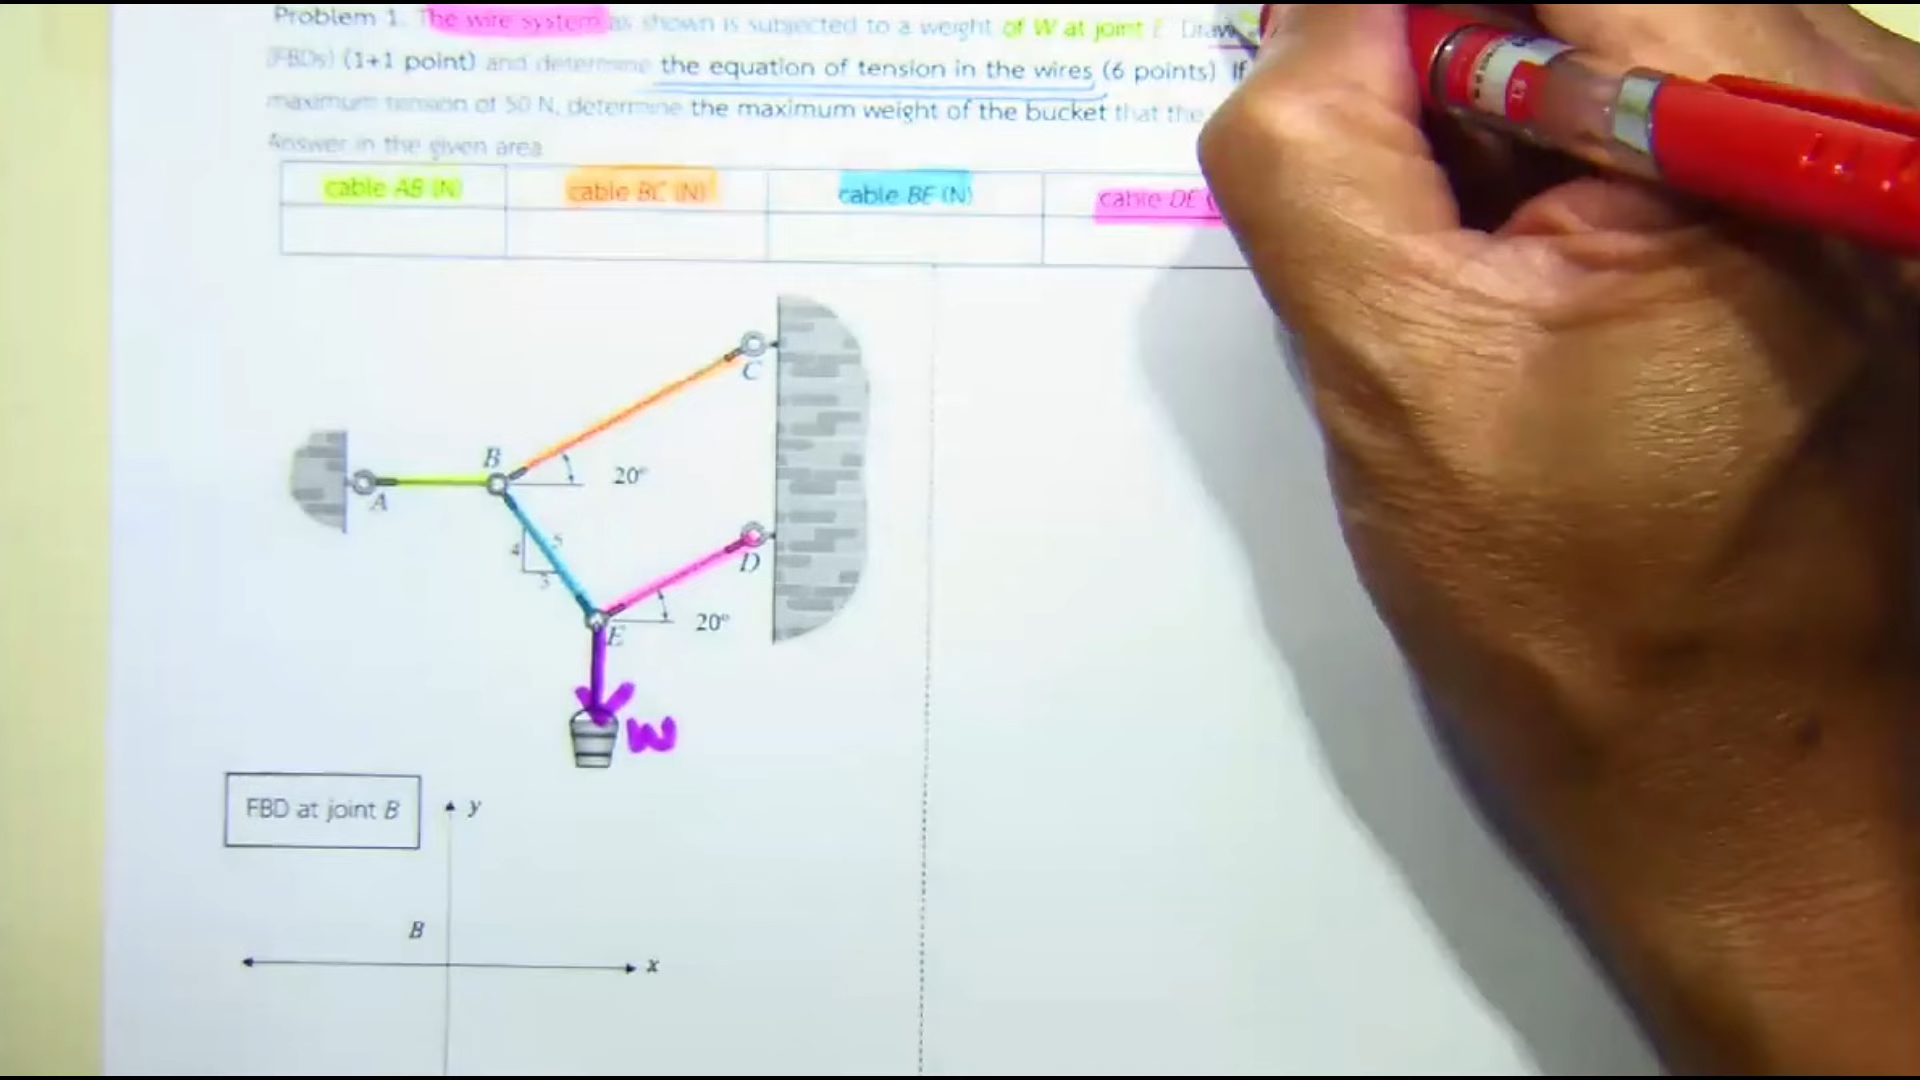 Problem 1. The wire system as shown is subjected to a weight of W at joint E. Draw
(FBDs) (1+1 point) and determine the equation of tension in the wires (6 points) If
maximum tension of 50 N, determine the maximum weight of the bucket that the
Answer in the given area
cable AB (N) cable BC (N) cable BE (N) cable DE (
C
B
20°
A
4 5
3
D
20°
E
W
FBD at joint B
y
B
x